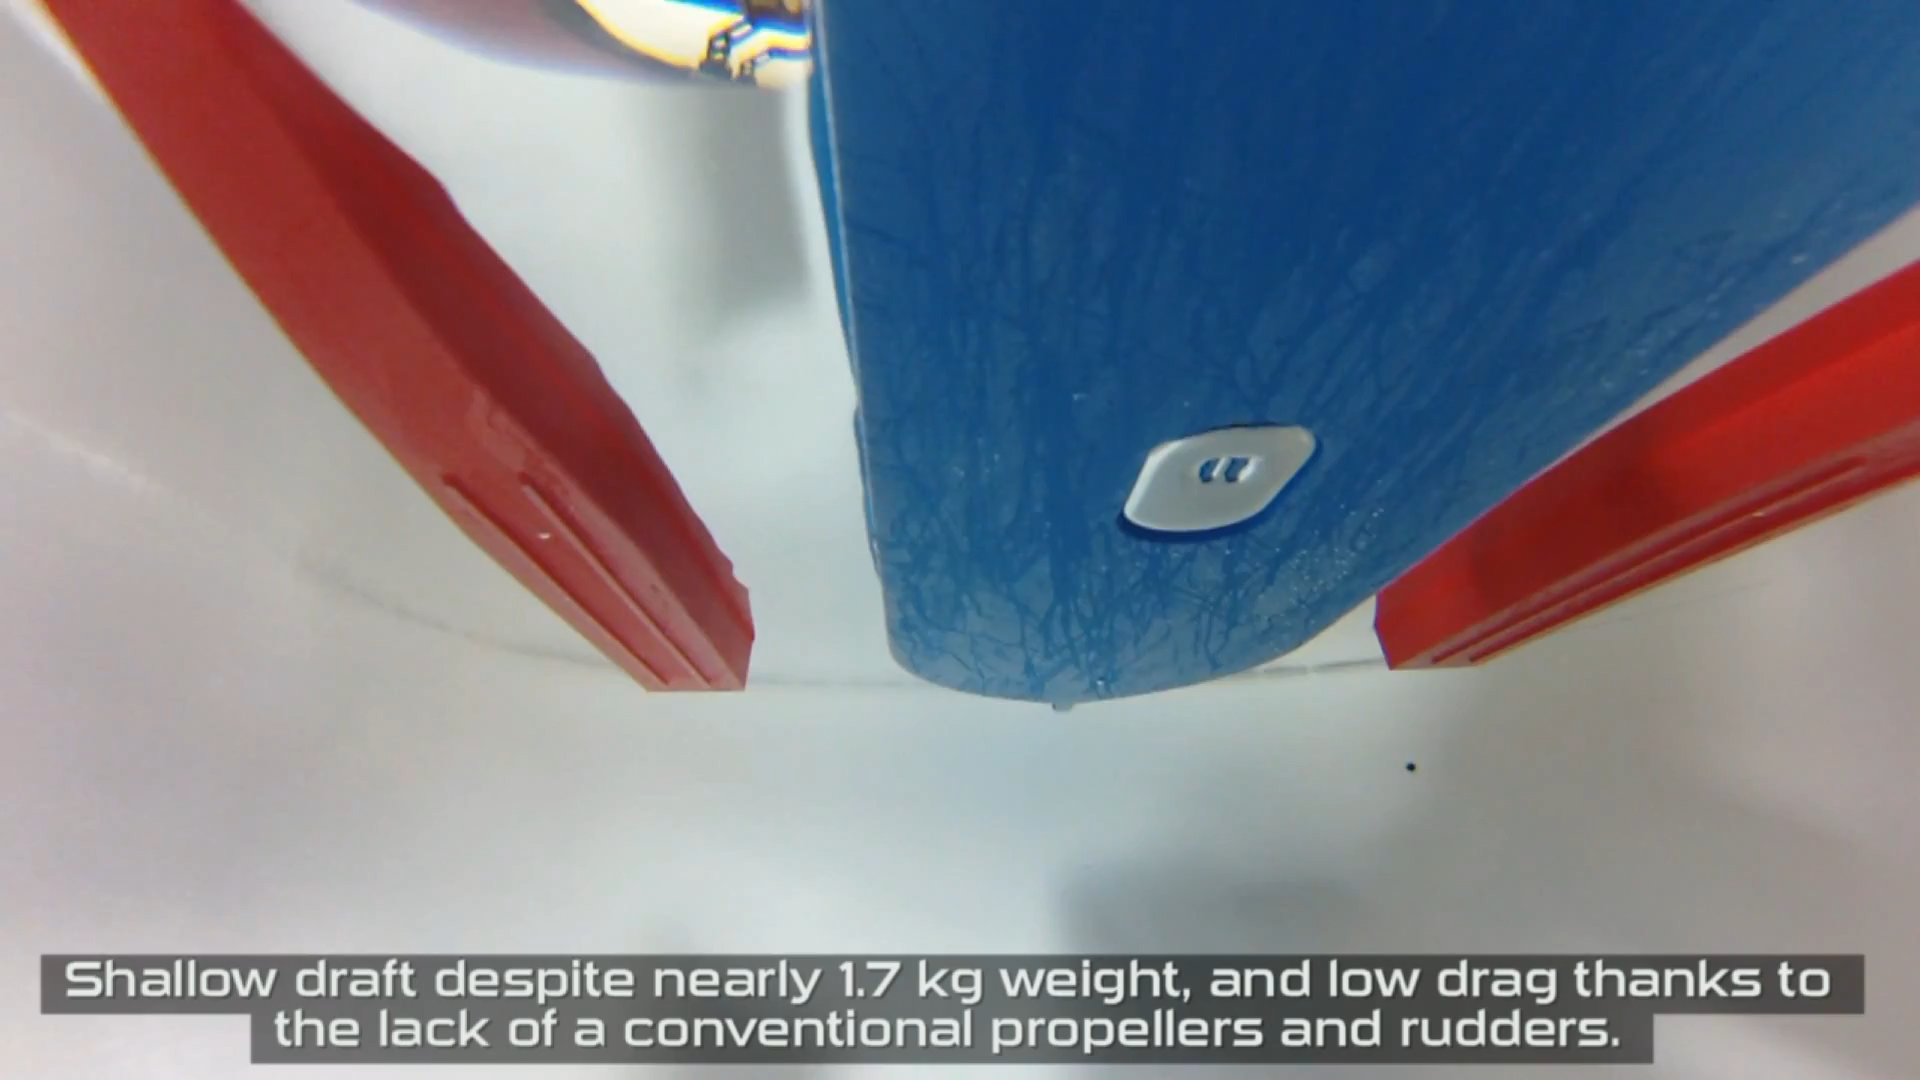 Shallow draft despite nearly 1.7 kg weight, and low drag thanks to
the lack of a conventional propellers and rudders.